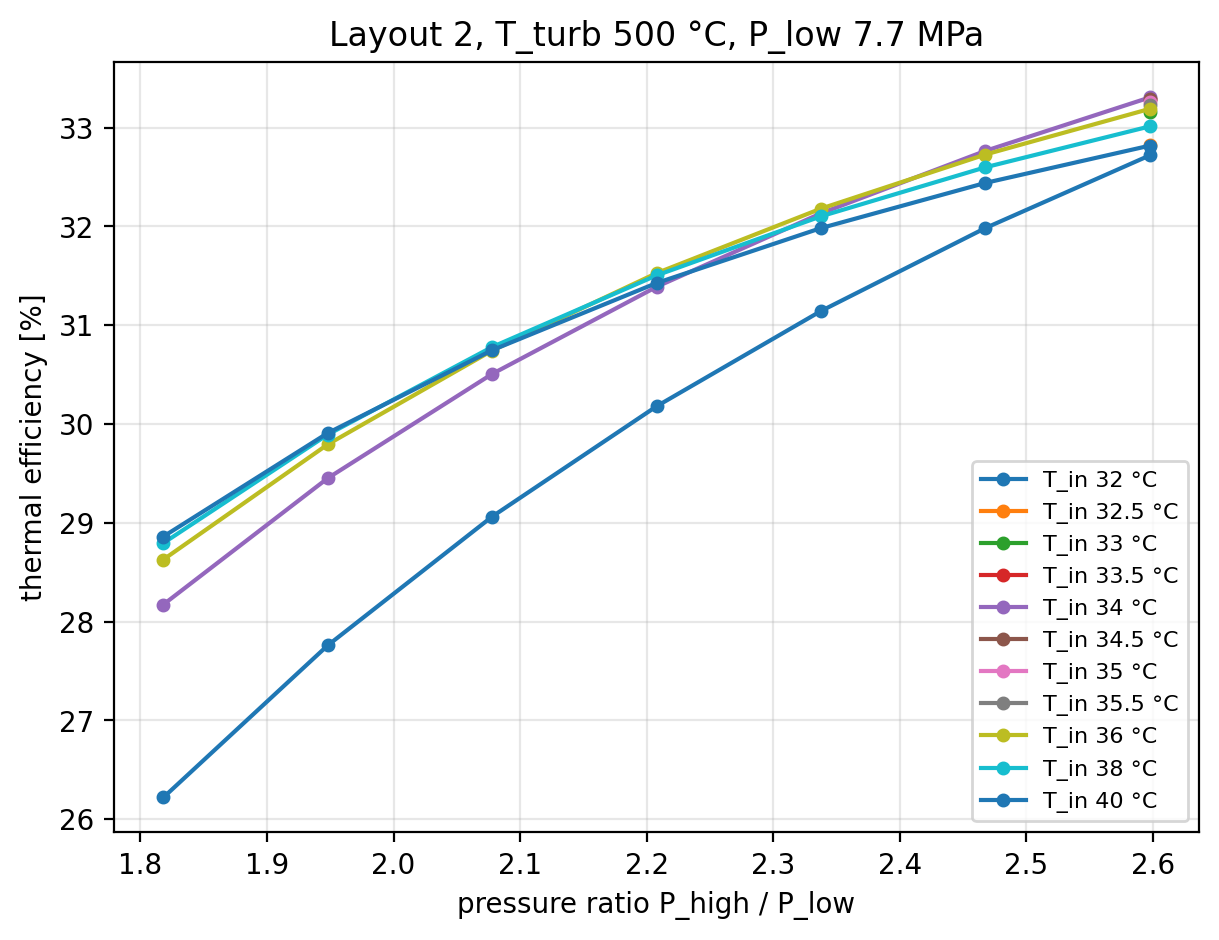 Layout 2, T_turb 500 °C, P_low 7.7 MPa
thermal efficiency [%]
33
32
31
30
29
28
27
26
T_in 32 °C
T_in 32.5 °C
T_in 33 °C
T_in 33.5 °C
T_in 34 °C
T_in 34.5 °C
T_in 35 °C
T_in 35.5 °C
T_in 36 °C
T_in 38 °C
T_in 40 °C
1.8 1.9 2.0 2.1 2.2 2.3 2.4 2.5 2.6
pressure ratio P_high / P_low